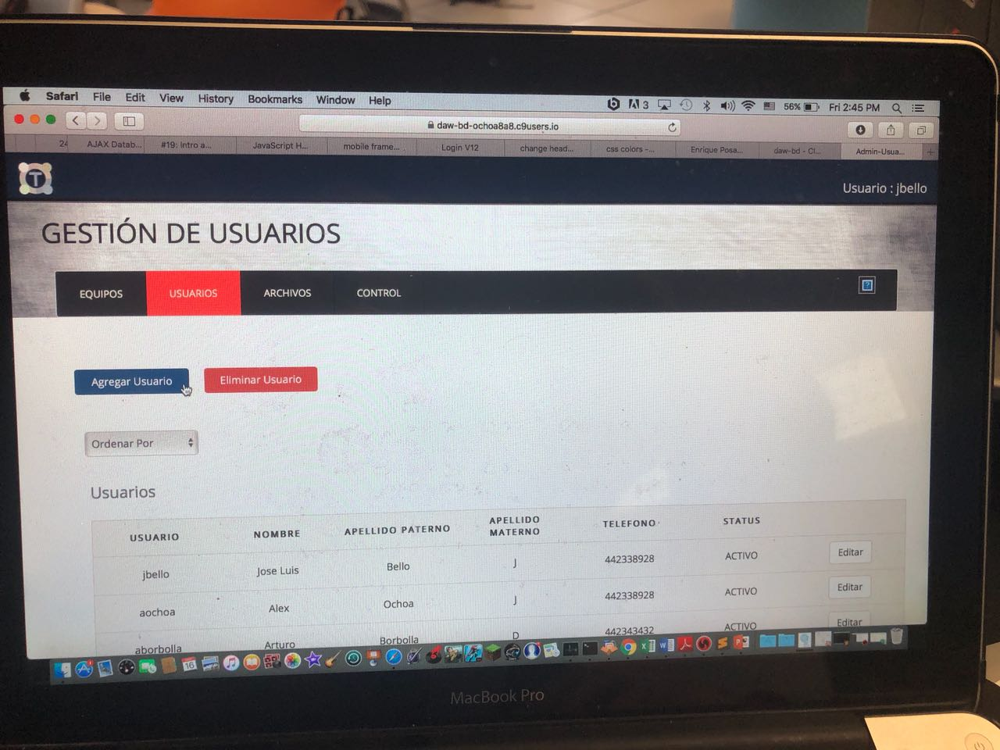 Safari File Edit View History Bookmarks Window Help 3 56% Fri 2:45 PM
daw-bd-ochoa8a8.c9users.io
24 AJAX Datab... #19: Intro a... JavaScript H... mobile frame... Login V12 change head... css colors -... Enrique Posa... daw-bd - Cl... Admin-Usua...
T
Usuario : jbello
GESTIÓN DE USUARIOS
EQUIPOS USUARIOS ARCHIVOS CONTROL ?
Agregar Usuario Eliminar Usuario
Ordenar Por
Usuarios
USUARIO NOMBRE APELLIDO PATERNO APELLIDO MATERNO TELEFONO STATUS
jbello Jose Luis Bello J 442338928 ACTIVO Editar
aochoa Alex Ochoa J 442338928 ACTIVO Editar
aborbolla Arturo Borbolla D 442343432 ACTIVO Editar
16
MacBook Pro